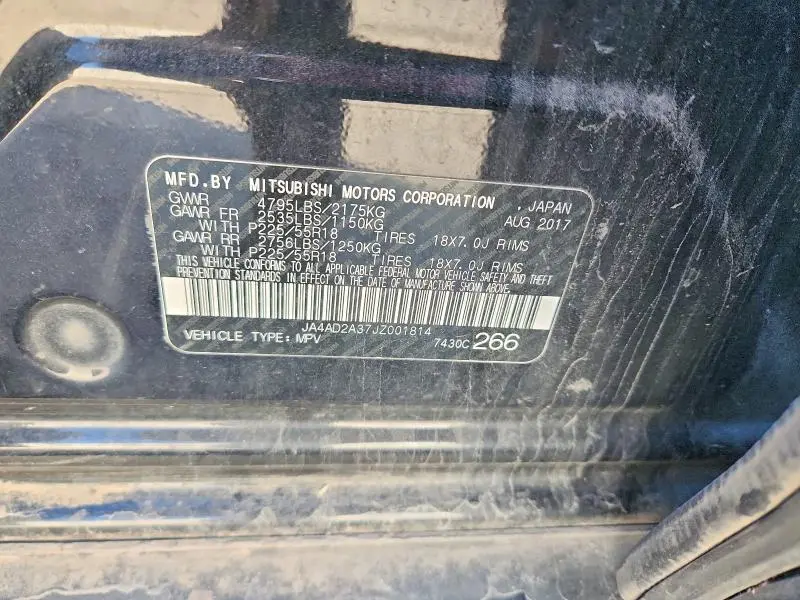 MFD.BY MITSUBISHI MOTORS CORPORATION , JAPAN
GVWR 4795LBS/2175KG AUG 2017
GAWR FR 2535LBS/1150KG
WITH P225/55R18 TIRES 18X7.0J RIMS
GAWR RR 2756LBS/1250KG
WITH P225/55R18 TIRES 18X7.0J RIMS
THIS VEHICLE CONFORMS TO ALL APPLICABLE FEDERAL MOTOR VEHICLE SAFETY AND THEFT
PREVENTION STANDARDS IN EFFECT ON THE DATE OF MANUFACTURE SHOWN ABOVE.
JA4AD2A37JZ001814
VEHICLE TYPE: MPV 7430C 266